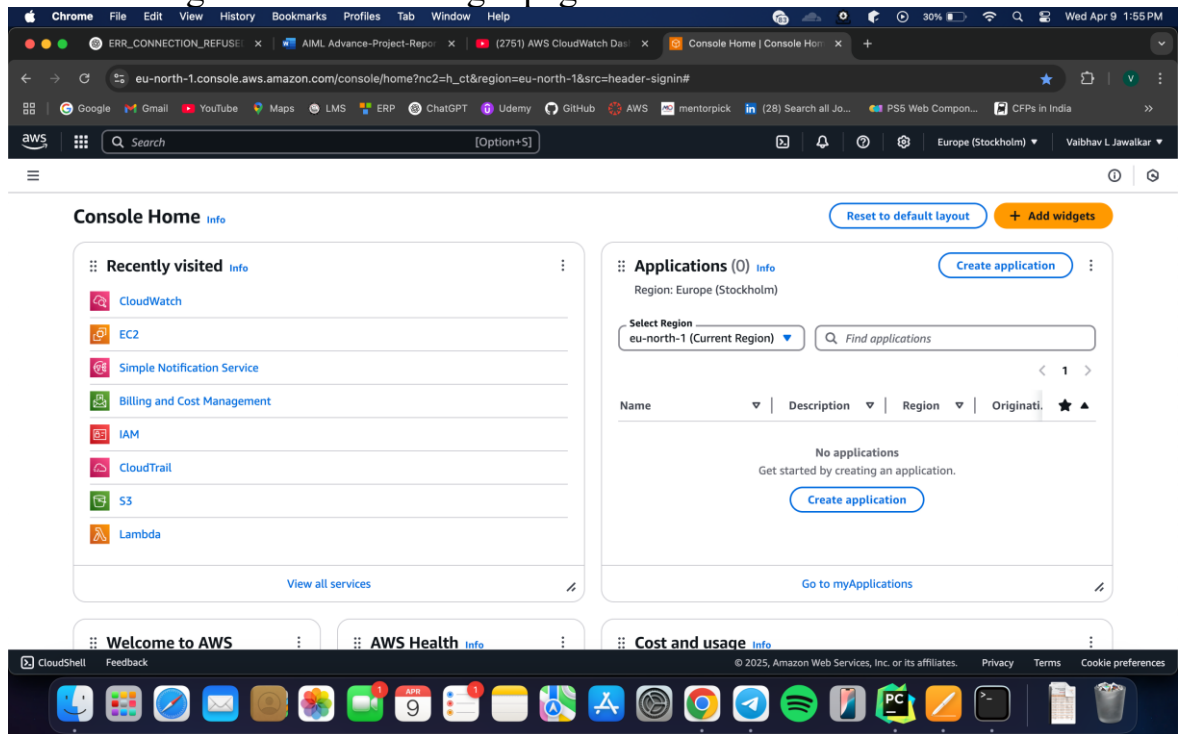 Chrome File Edit View History Bookmarks Profiles Tab Window Help 30% Wed Apr 9 1:55 PM
ERR_CONNECTION_REFUSE × AIML Advance-Project-Repor × (2751) AWS CloudWatch Das × Console Home | Console Hom × +
eu-north-1.console.aws.amazon.com/console/home?nc2=h_ct&region=eu-north-1&src=header-signin# V
Google Gmail YouTube Maps LMS ERP ChatGPT Udemy GitHub AWS mentorpick (28) Search all Jo... PS5 Web Compon... CFPs in India »
aws Search [Option+S] Europe (Stockholm) Vaibhav L Jawalkar
Console Home Info Reset to default layout + Add widgets
Recently visited Info
CloudWatch
EC2
Simple Notification Service
Billing and Cost Management
IAM
CloudTrail
S3
Lambda
View all services
Applications (0) Info Create application
Region: Europe (Stockholm)
Select Region
eu-north-1 (Current Region) Find applications
< 1 >
Name Description Region Originati.
No applications
Get started by creating an application.
Create application
Go to myApplications
Welcome to AWS AWS Health Info Cost and usage Info
CloudShell Feedback © 2025, Amazon Web Services, Inc. or its affiliates. Privacy Terms Cookie preferences
1 APR 1
9 PC